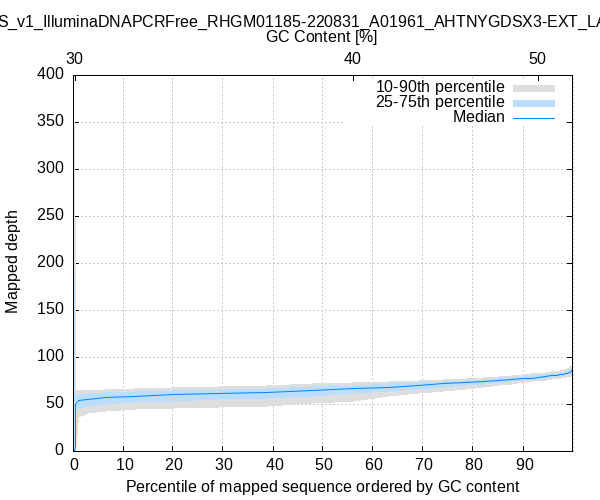 S_v1_IlluminaDNAPCRFree_RHGM01185-220831_A01961_AHTNYGDSX3-EXT_LA
GC Content [%]
30 40 50
400
350
300
250
200
150
100
50
0
Mapped depth
10-90th percentile
25-75th percentile
Median
0 10 20 30 40 50 60 70 80 90
Percentile of mapped sequence ordered by GC content